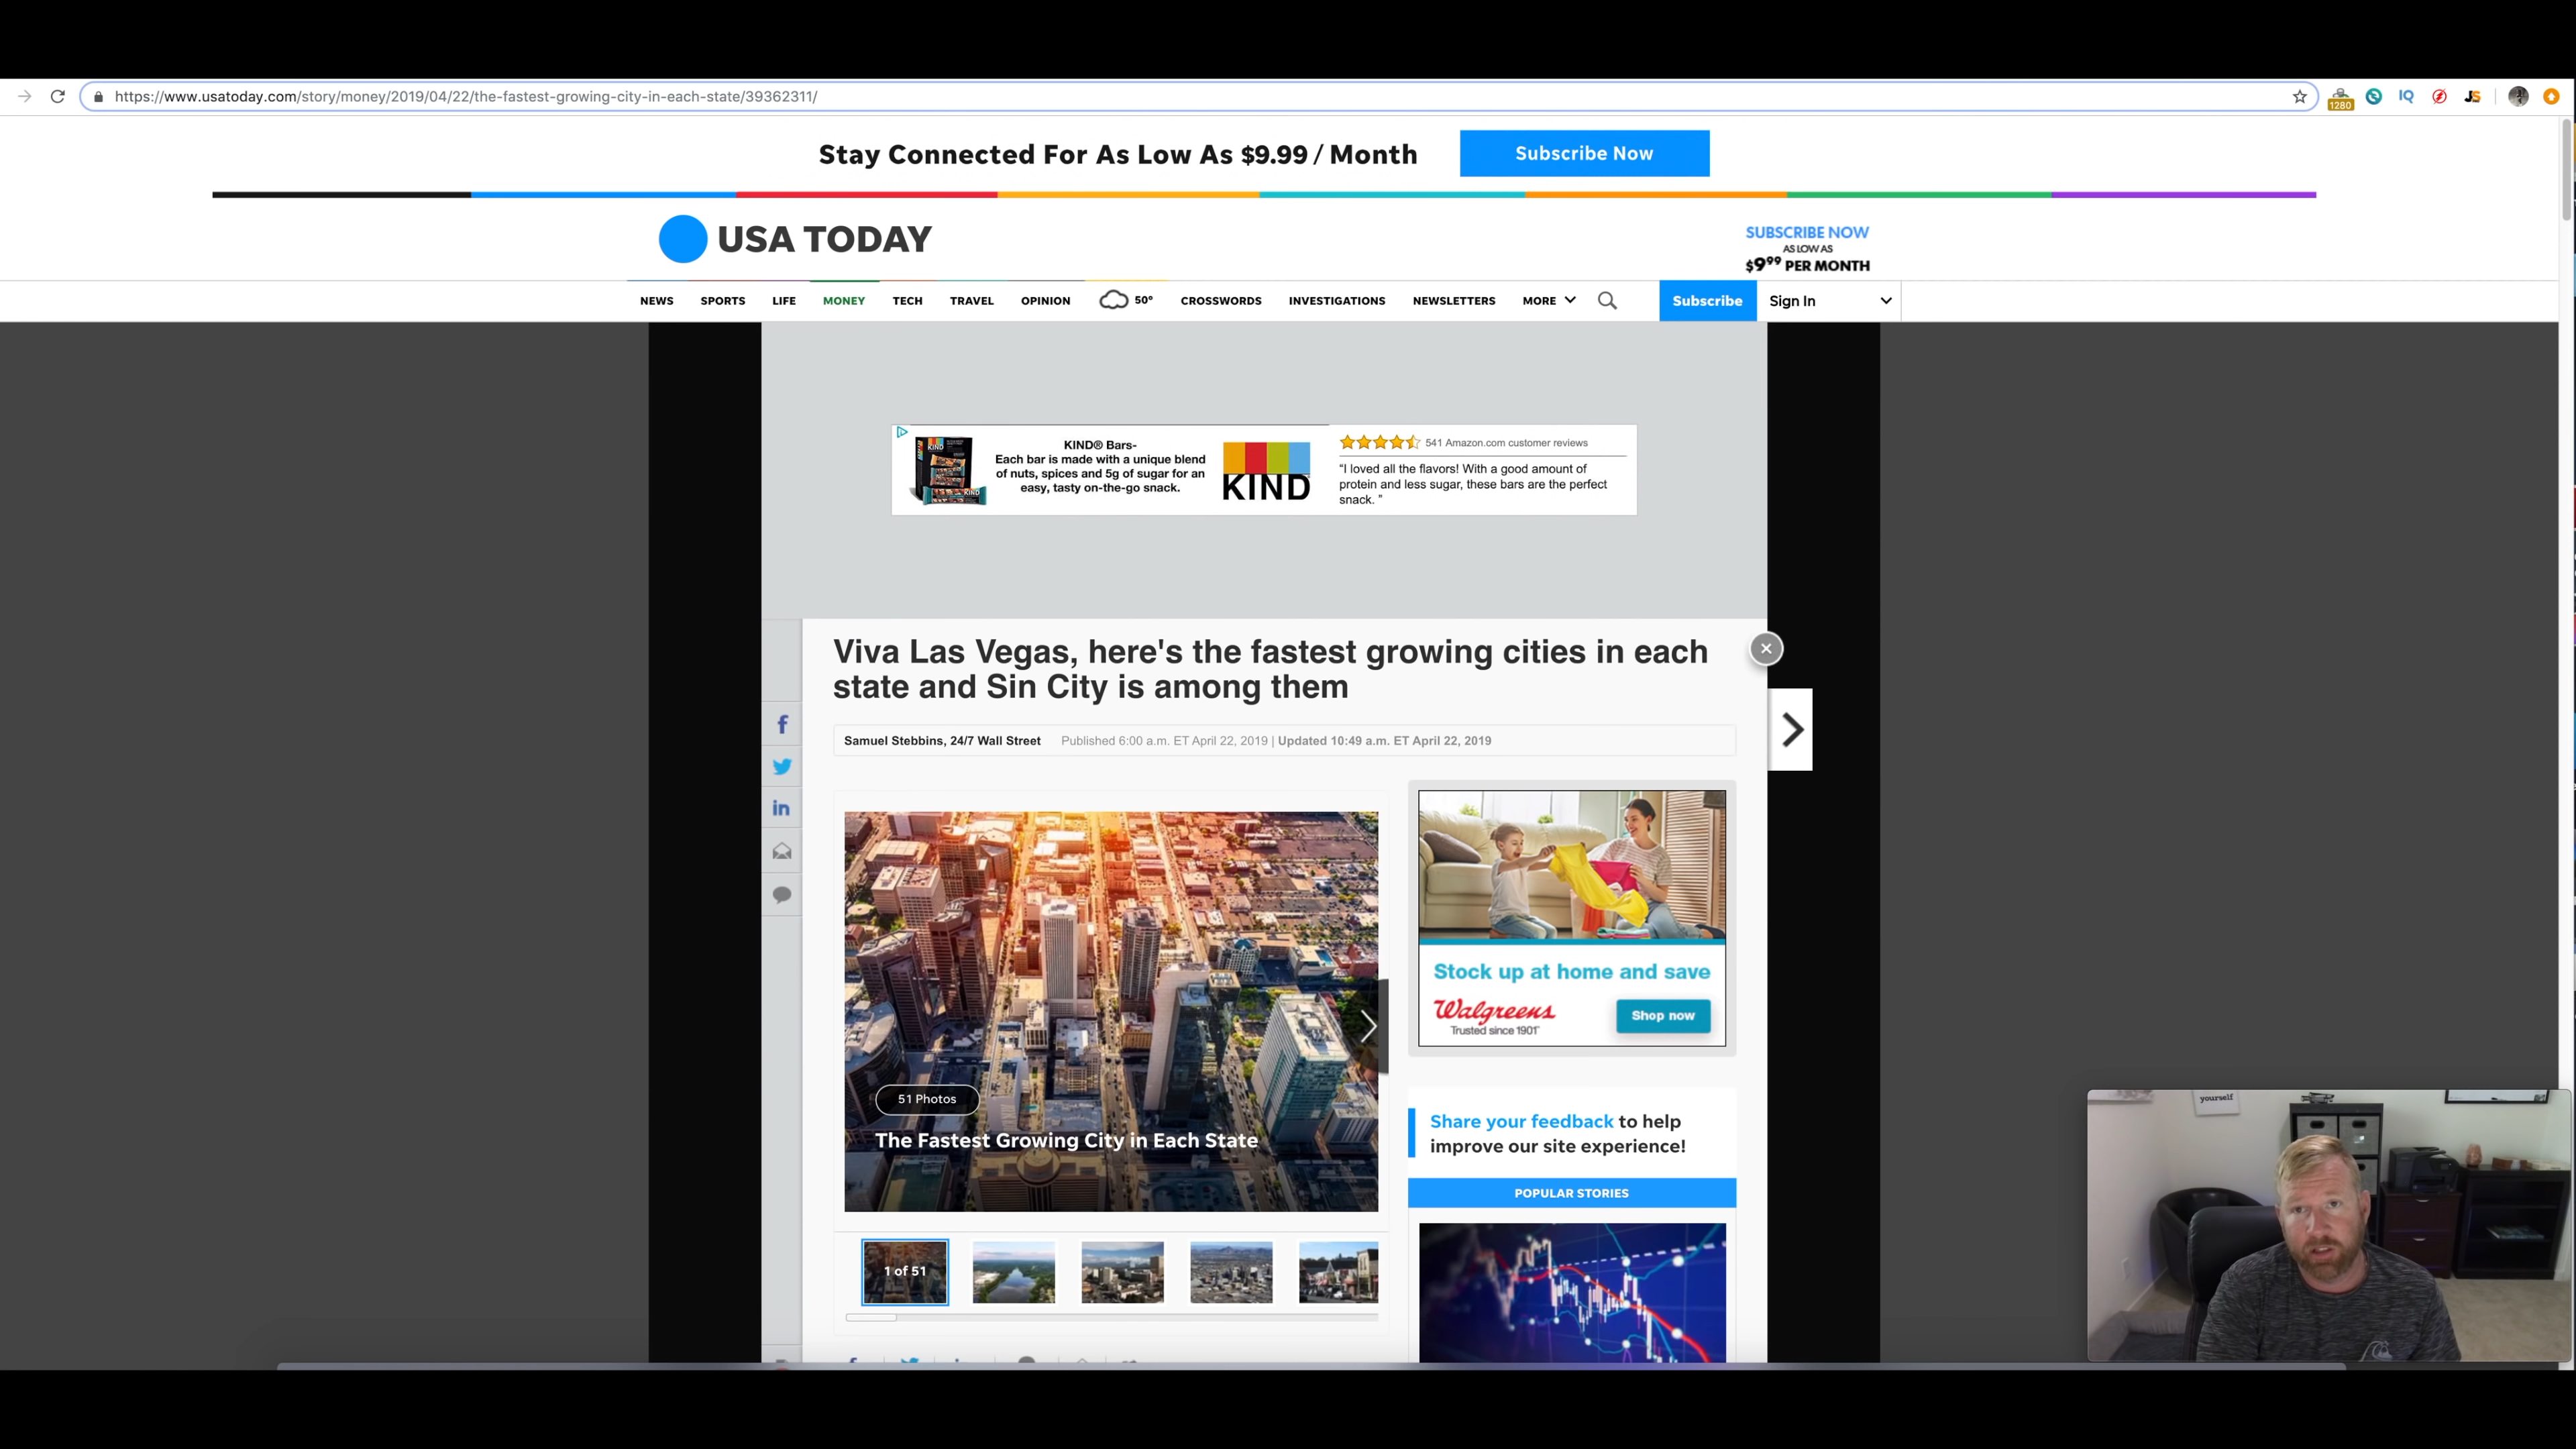 https://www.usatoday.com/story/money/2019/04/22/the-fastest-growing-city-in-each-state/39362311/
1280
IQ
JS
Stay Connected For As Low As $9.99 / Month
Subscribe Now
USA TODAY
SUBSCRIBE NOW
AS LOW AS
$9⁹⁹ PER MONTH
NEWS SPORTS LIFE MONEY TECH TRAVEL OPINION 50° CROSSWORDS INVESTIGATIONS NEWSLETTERS MORE Subscribe Sign In
KIND® Bars-
Each bar is made with a unique blend
of nuts, spices and 5g of sugar for an
easy, tasty on-the-go snack.
KIND
541 Amazon.com customer reviews
“I loved all the flavors! With a good amount of
protein and less sugar, these bars are the perfect
snack. ”
Viva Las Vegas, here's the fastest growing cities in each
state and Sin City is among them
Samuel Stebbins, 24/7 Wall Street Published 6:00 a.m. ET April 22, 2019 | Updated 10:49 a.m. ET April 22, 2019
51 Photos
The Fastest Growing City in Each State
1 of 51
Stock up at home and save
Walgreens
Trusted since 1901
Shop now
Share your feedback to help
improve our site experience!
POPULAR STORIES
yourself